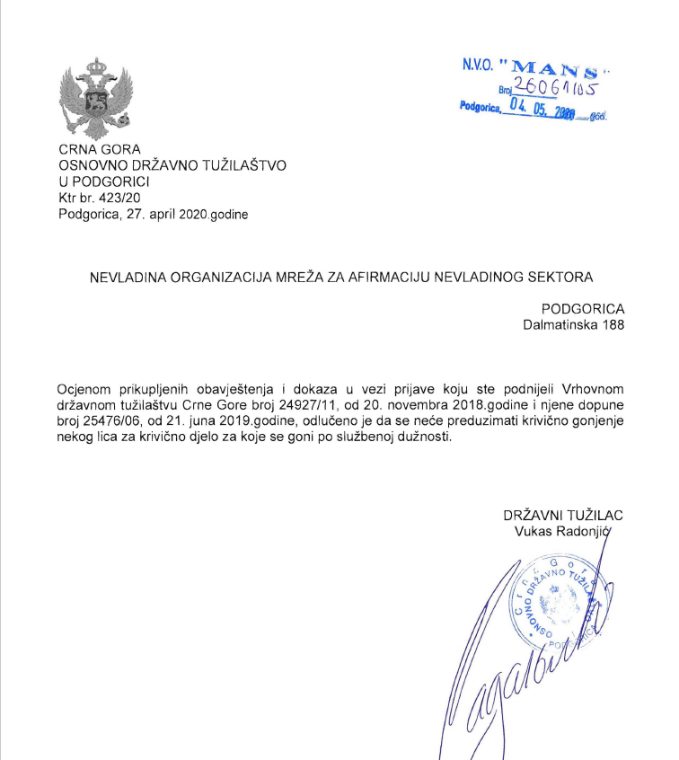 N.V.O. "MANS"
Broj 26061/05
Podgorica, 04. 05. 2020 god.
CRNA GORA
OSNOVNO DRŽAVNO TUŽILAŠTVO
U PODGORICI
Ktr br. 423/20
Podgorica, 27. april 2020.godine
NEVLADINA ORGANIZACIJA MREŽA ZA AFIRMACIJU NEVLADINOG SEKTORA
PODGORICA
Dalmatinska 188
Ocjenom prikupljenih obavještenja i dokaza u vezi prijave koju ste podnijeli Vrhovnom
državnom tužilaštvu Crne Gore broj 24927/11, od 20. novembra 2018.godine i njene dopune
broj 25476/06, od 21. juna 2019.godine, odlučeno je da se neće preduzimati krivično gonjenje
nekog lica za krivično djelo za koje se goni po službenoj dužnosti.
DRŽAVNI TUŽILAC
Vukas Radonjić
Crna Gora
OSNOVNO DRŽAVNO TUŽILAŠTVO
PODGORICA